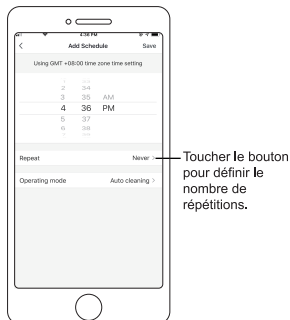 4:36 PM
Add Schedule
Save
Using GMT +08:00 time zone time setting
2 34
3 35 AM
4 36 PM
5 37
6 38
Repeat Never >
Operating mode Auto cleaning >
Toucher le bouton
pour définir le
nombre de
répétitions.